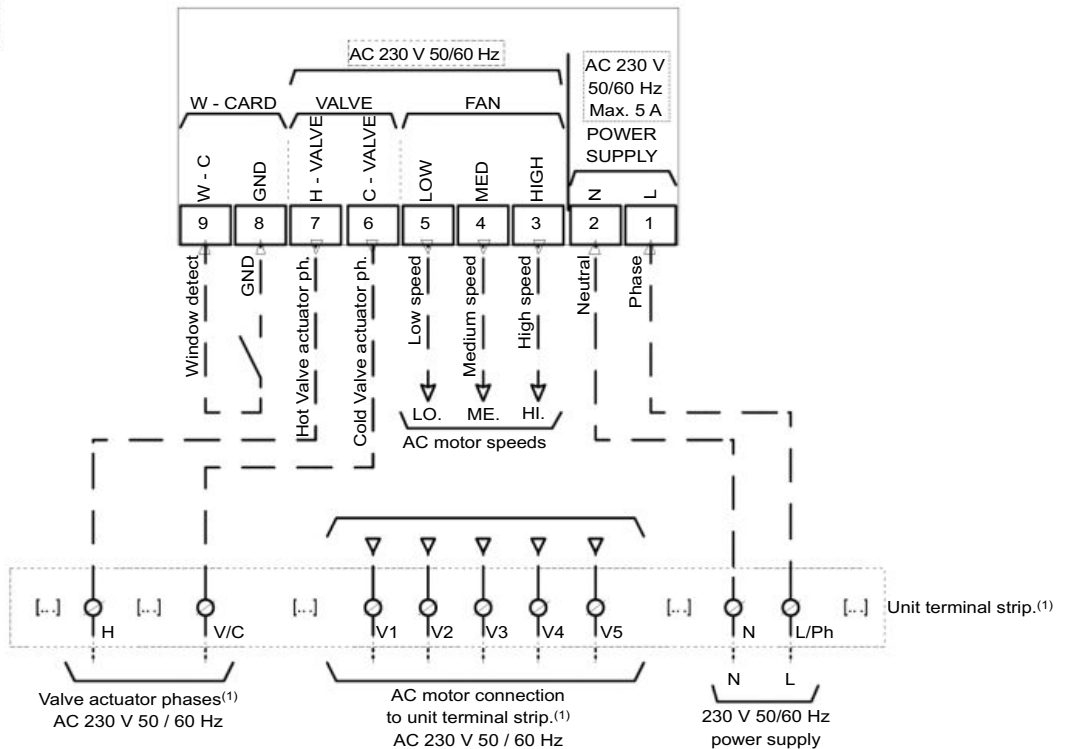 AC 230 V 50/60 Hz
AC 230 V
50/60 Hz
Max. 5 A
W - CARD
VALVE
FAN
POWER
SUPPLY
W - C
GND
H - VALVE
C - VALVE
LOW
MED
HIGH
N
L
9
8
7
6
5
4
3
2
1
Window detect
GND
Hot Valve actuator ph.
Cold Valve actuator ph.
Low speed
Medium speed
High speed
Neutral
Phase
LO.
ME.
HI.
AC motor speeds
[...]
[...]
[...]
[...]
[...]
Unit terminal strip.(1)
H
V/C
V1
V2
V3
V4
V5
N
L/Ph
N
L
Valve actuator phases(1)
AC 230 V 50 / 60 Hz
AC motor connection
to unit terminal strip.(1)
AC 230 V 50 / 60 Hz
230 V 50/60 Hz
power supply